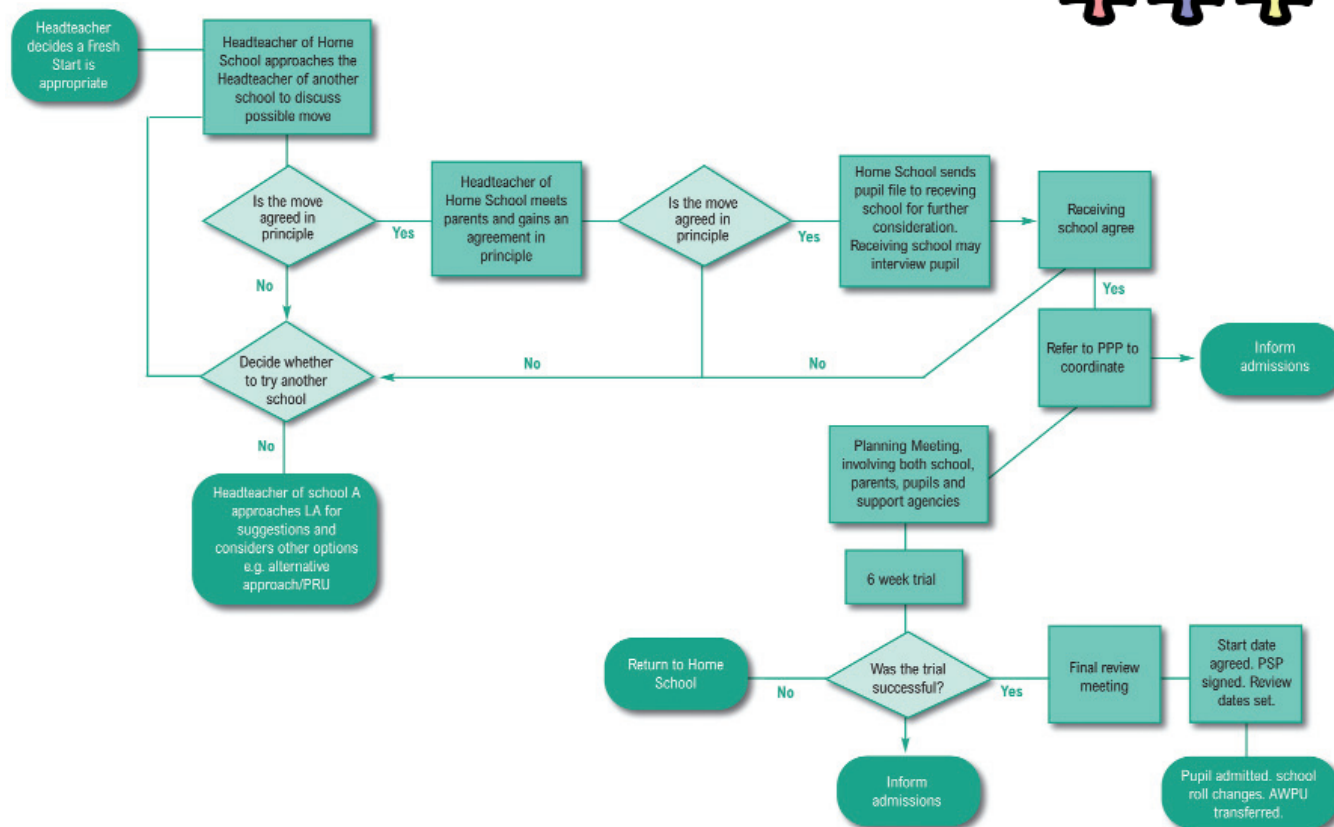 Headteacher
decides a Fresh
Start is
appropriate
Headteacher of Home
School approaches the
Headteacher of another
school to discuss
possible move
Is the move
agreed in
principle
Yes
Headteacher of
Home School meets
parents and gains an
agreement in
principle
Is the move
agreed in
principle
Yes
Home School sends
pupil file to receving
school for further
consideration.
Receiving school may
interview pupil
Receiving
school agree
No
Yes
Decide whether
to try another
school
No
No
Refer to PPP to
coordinate
Inform
admissions
No
Headteacher of school A
approaches LA for
suggestions and
considers other options
e.g. alternative
approach/PRU
Planning Meeting,
involving both school,
parents, pupils and
support agencies
6 week trial
Return to Home
School
No
Was the trial
successful?
Yes
Final review
meeting
Start date
agreed. PSP
signed. Review
dates set.
Inform
admissions
Pupil admitted. school
roll changes. AWPU
transferred.